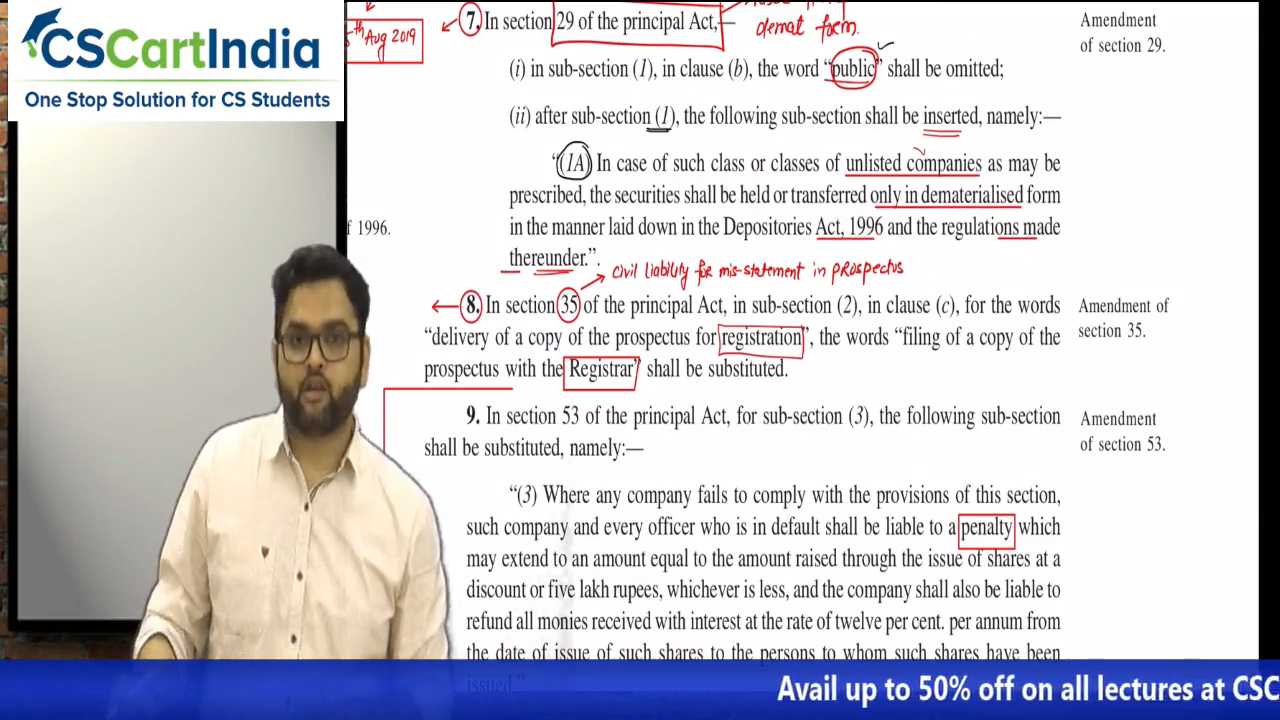 CSCartIndia
One Stop Solution for CS Students
5th Aug 2019
7. In section 29 of the principal Act,—
demat form.
Amendment
of section 29.
(i) in sub-section (1), in clause (b), the word “public” shall be omitted;
(ii) after sub-section (1), the following sub-section shall be inserted, namely:—
“(1A) In case of such class or classes of unlisted companies as may be
prescribed, the securities shall be held or transferred only in dematerialised form
in the manner laid down in the Depositories Act, 1996 and the regulations made
f 1996.
thereunder.”.
civil liability for mis-statement in prospectus
8. In section 35 of the principal Act, in sub-section (2), in clause (c), for the words
“delivery of a copy of the prospectus for registration”, the words “filing of a copy of the
prospectus with the Registrar” shall be substituted.
Amendment of
section 35.
9. In section 53 of the principal Act, for sub-section (3), the following sub-section
shall be substituted, namely:—
Amendment
of section 53.
“(3) Where any company fails to comply with the provisions of this section,
such company and every officer who is in default shall be liable to a penalty which
may extend to an amount equal to the amount raised through the issue of shares at a
discount or five lakh rupees, whichever is less, and the company shall also be liable to
refund all monies received with interest at the rate of twelve per cent. per annum from
the date of issue of such shares to the persons to whom such shares have been
issued.”
Avail up to 50% off on all lectures at CSC